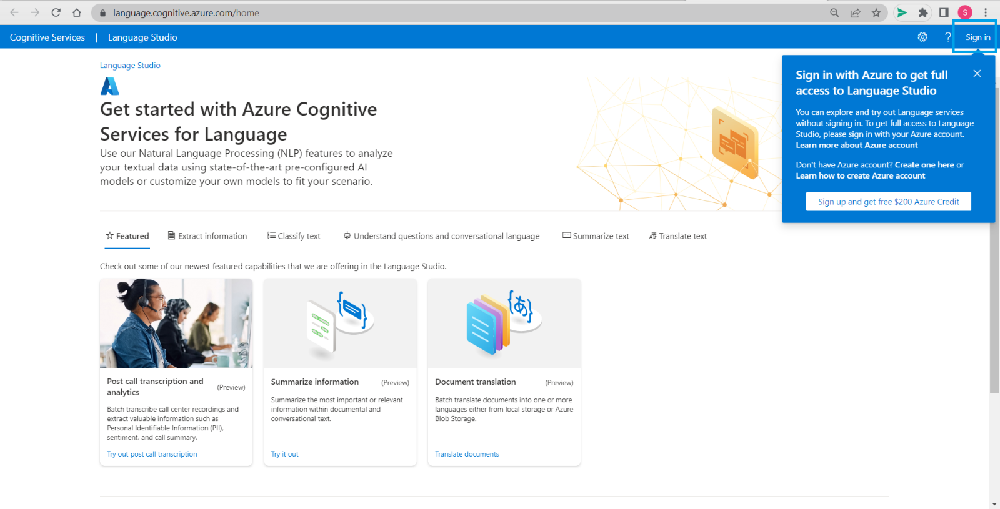 language.cognitive.azure.com/home
S
Cognitive Services | Language Studio
? Sign in
Language Studio
Get started with Azure Cognitive
Services for Language
Use our Natural Language Processing (NLP) features to analyze
your textual data using state-of-the-art pre-configured AI
models or customize your own models to fit your scenario.
Sign in with Azure to get full
access to Language Studio
You can explore and try out Language services
without signing in. To get full access to Language
Studio, please sign in with your Azure account.
Learn more about Azure account
Don't have Azure account? Create one here or
Learn how to create Azure account
Sign up and get free $200 Azure Credit
Featured
Extract information
Classify text
Understand questions and conversational language
Summarize text
Translate text
Check out some of our newest featured capabilities that we are offering in the Language Studio.
Post call transcription and
analytics
(Preview)
Batch transcribe call center recordings and
extract valuable information such as
Personal Identifiable Information (PII),
sentiment, and call summary.
Try out post call transcription
Summarize information
(Preview)
Summarize the most important or relevant
information within documental and
conversational text.
Try it out
{あ}
Document translation
(Preview)
Batch translate documents into one or more
languages either from local storage or Azure
Blob Storage.
Translate documents